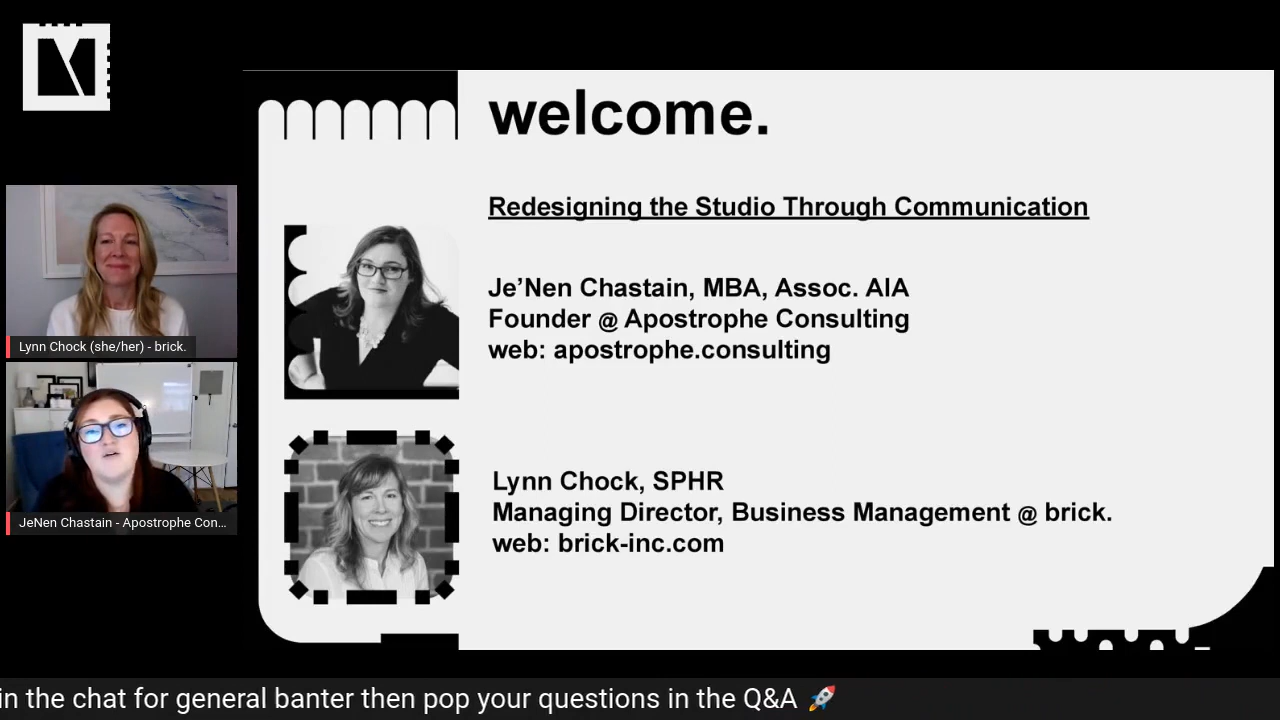 welcome.
Redesigning the Studio Through Communication
Je’Nen Chastain, MBA, Assoc. AIA
Founder @ Apostrophe Consulting
web: apostrophe.consulting
Lynn Chock, SPHR
Managing Director, Business Management @ brick.
web: brick-inc.com
Lynn Chock (she/her) - brick.
JeNen Chastain - Apostrophe Con...
in the chat for general banter then pop your questions in the Q&A 🚀